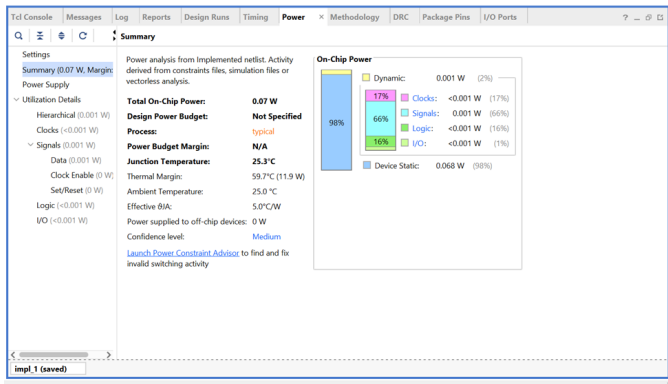 Tcl Console Messages Log Reports Design Runs Timing Power × Methodology DRC Package Pins I/O Ports ? _
Summary
Settings
Summary (0.07 W, Margin:
Power Supply
Utilization Details
Hierarchical (0.001 W)
Clocks (<0.001 W)
Signals (0.001 W)
Data (0.001 W)
Clock Enable (0 W)
Set/Reset (0 W)
Logic (<0.001 W)
I/O (<0.001 W)
Power analysis from Implemented netlist. Activity
derived from constraints files, simulation files or
vectorless analysis.
Total On-Chip Power: 0.07 W
Design Power Budget: Not Specified
Process: typical
Power Budget Margin: N/A
Junction Temperature: 25.3°C
Thermal Margin: 59.7°C (11.9 W)
Ambient Temperature: 25.0 °C
Effective ϑJA: 5.0°C/W
Power supplied to off-chip devices: 0 W
Confidence level: Medium
Launch Power Constraint Advisor to find and fix
invalid switching activity
On-Chip Power
98%
Dynamic: 0.001 W (2%)
17% Clocks: <0.001 W (17%)
66% Signals: 0.001 W (66%)
Logic: <0.001 W (16%)
16% I/O: <0.001 W (1%)
Device Static: 0.068 W (98%)
impl_1 (saved)